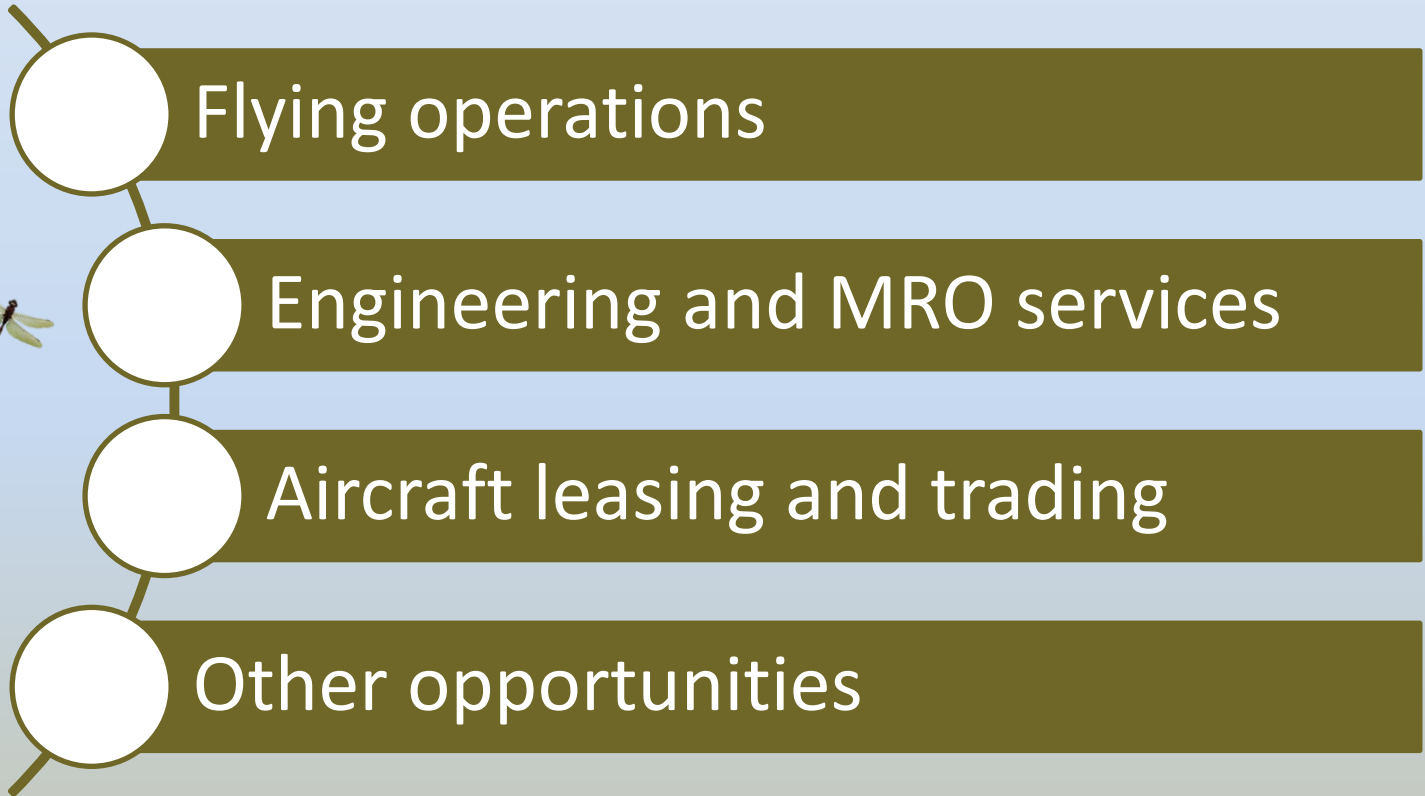 Flying operations
Engineering and MRO services
Aircraft leasing and trading
Other opportunities